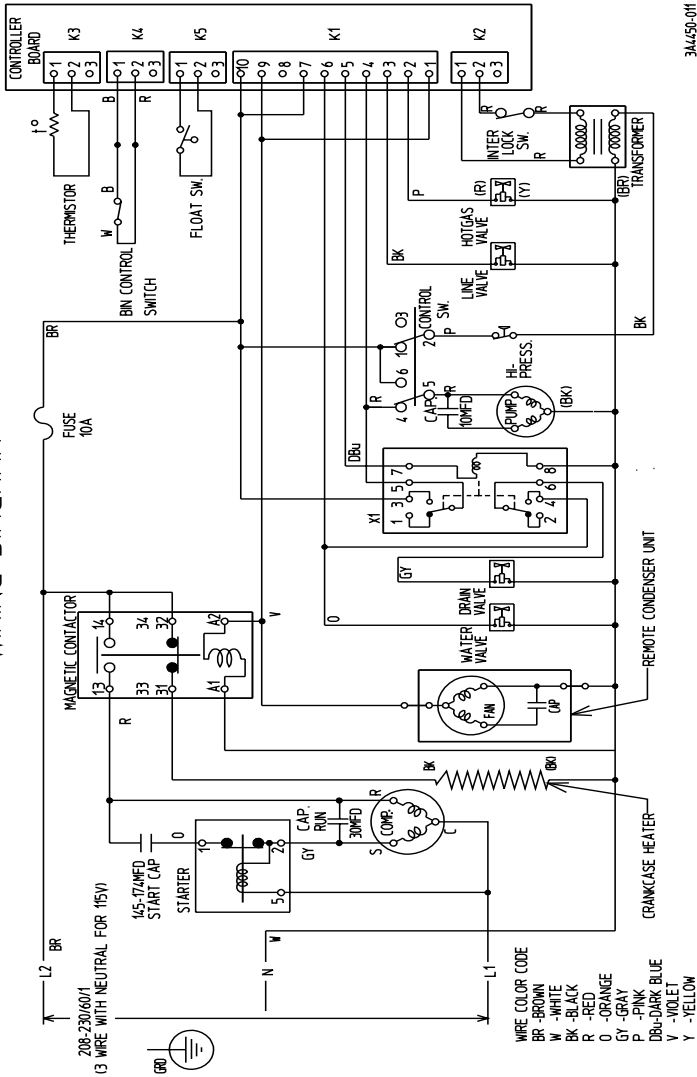 3A4450-011
CONTROLLER
BOARD
K3
1
2
3
K4
1
2
3
K5
1
2
3
K1
10
9
8
7
6
5
4
3
2
1
K2
1
2
3
t°
THERMISTOR
B
R
B
W
BIN CONTROL
SWITCH
FLOAT SW.
R
R
INTER
LOCK
SW.
R
(BR)
TRANSFORMER
P
(R)
(Y)
HOTGAS
VALVE
BK
LINE
VALVE
BR
FUSE
10A
3
1
2
CONTROL
SW.
P
6
R
4
5
R
CAP.
10MFD
PUMP
(BK)
HI-
PRESS.
BK
DBu
X1
7
5
3
1
8
6
4
2
GY
DRAIN
VALVE
O
WATER
VALVE
MAGNETIC CONTACTOR
14
13
34
32
33
31
A2
A1
V
R
FAN
CAP
REMOTE CONDENSER UNIT
BK
(BK)
CRANKCASE HEATER
145-174MFD
START CAP
O
STARTER
1
2
5
GY
CAP.
RUN
30MFD
R
S
COMP.
C
BR
L2
208-230/60/1
(3 WIRE WITH NEUTRAL FOR 115V)
N
W
L1
GRD
WIRE COLOR CODE
BR -BROWN
W -WHITE
BK -BLACK
R -RED
O -ORANGE
GY -GRAY
P -PINK
DBu-DARK BLUE
V -VIOLET
Y -YELLOW